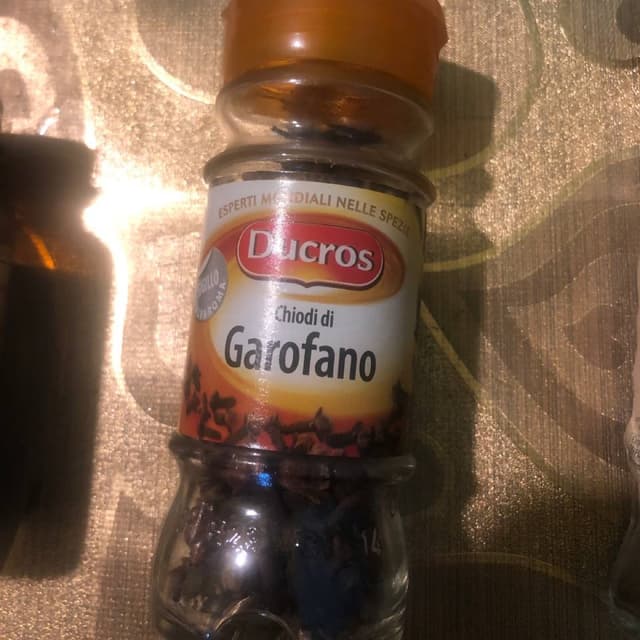 ESPERTI MONDIALI NELLE SPEZIE
Ducros
Chiodi di
Garofano